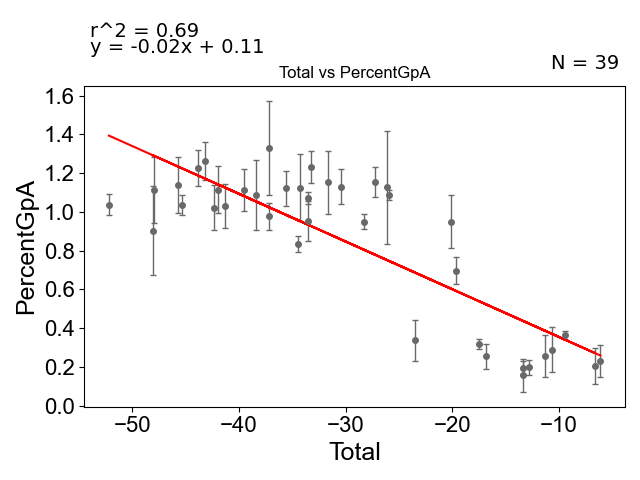 r^2 = 0.69
y = -0.02x + 0.11
N = 39
Total vs PercentGpA
PercentGpA
1.6
1.4
1.2
1.0
0.8
0.6
0.4
0.2
0.0
−50 −40 −30 −20 −10
Total